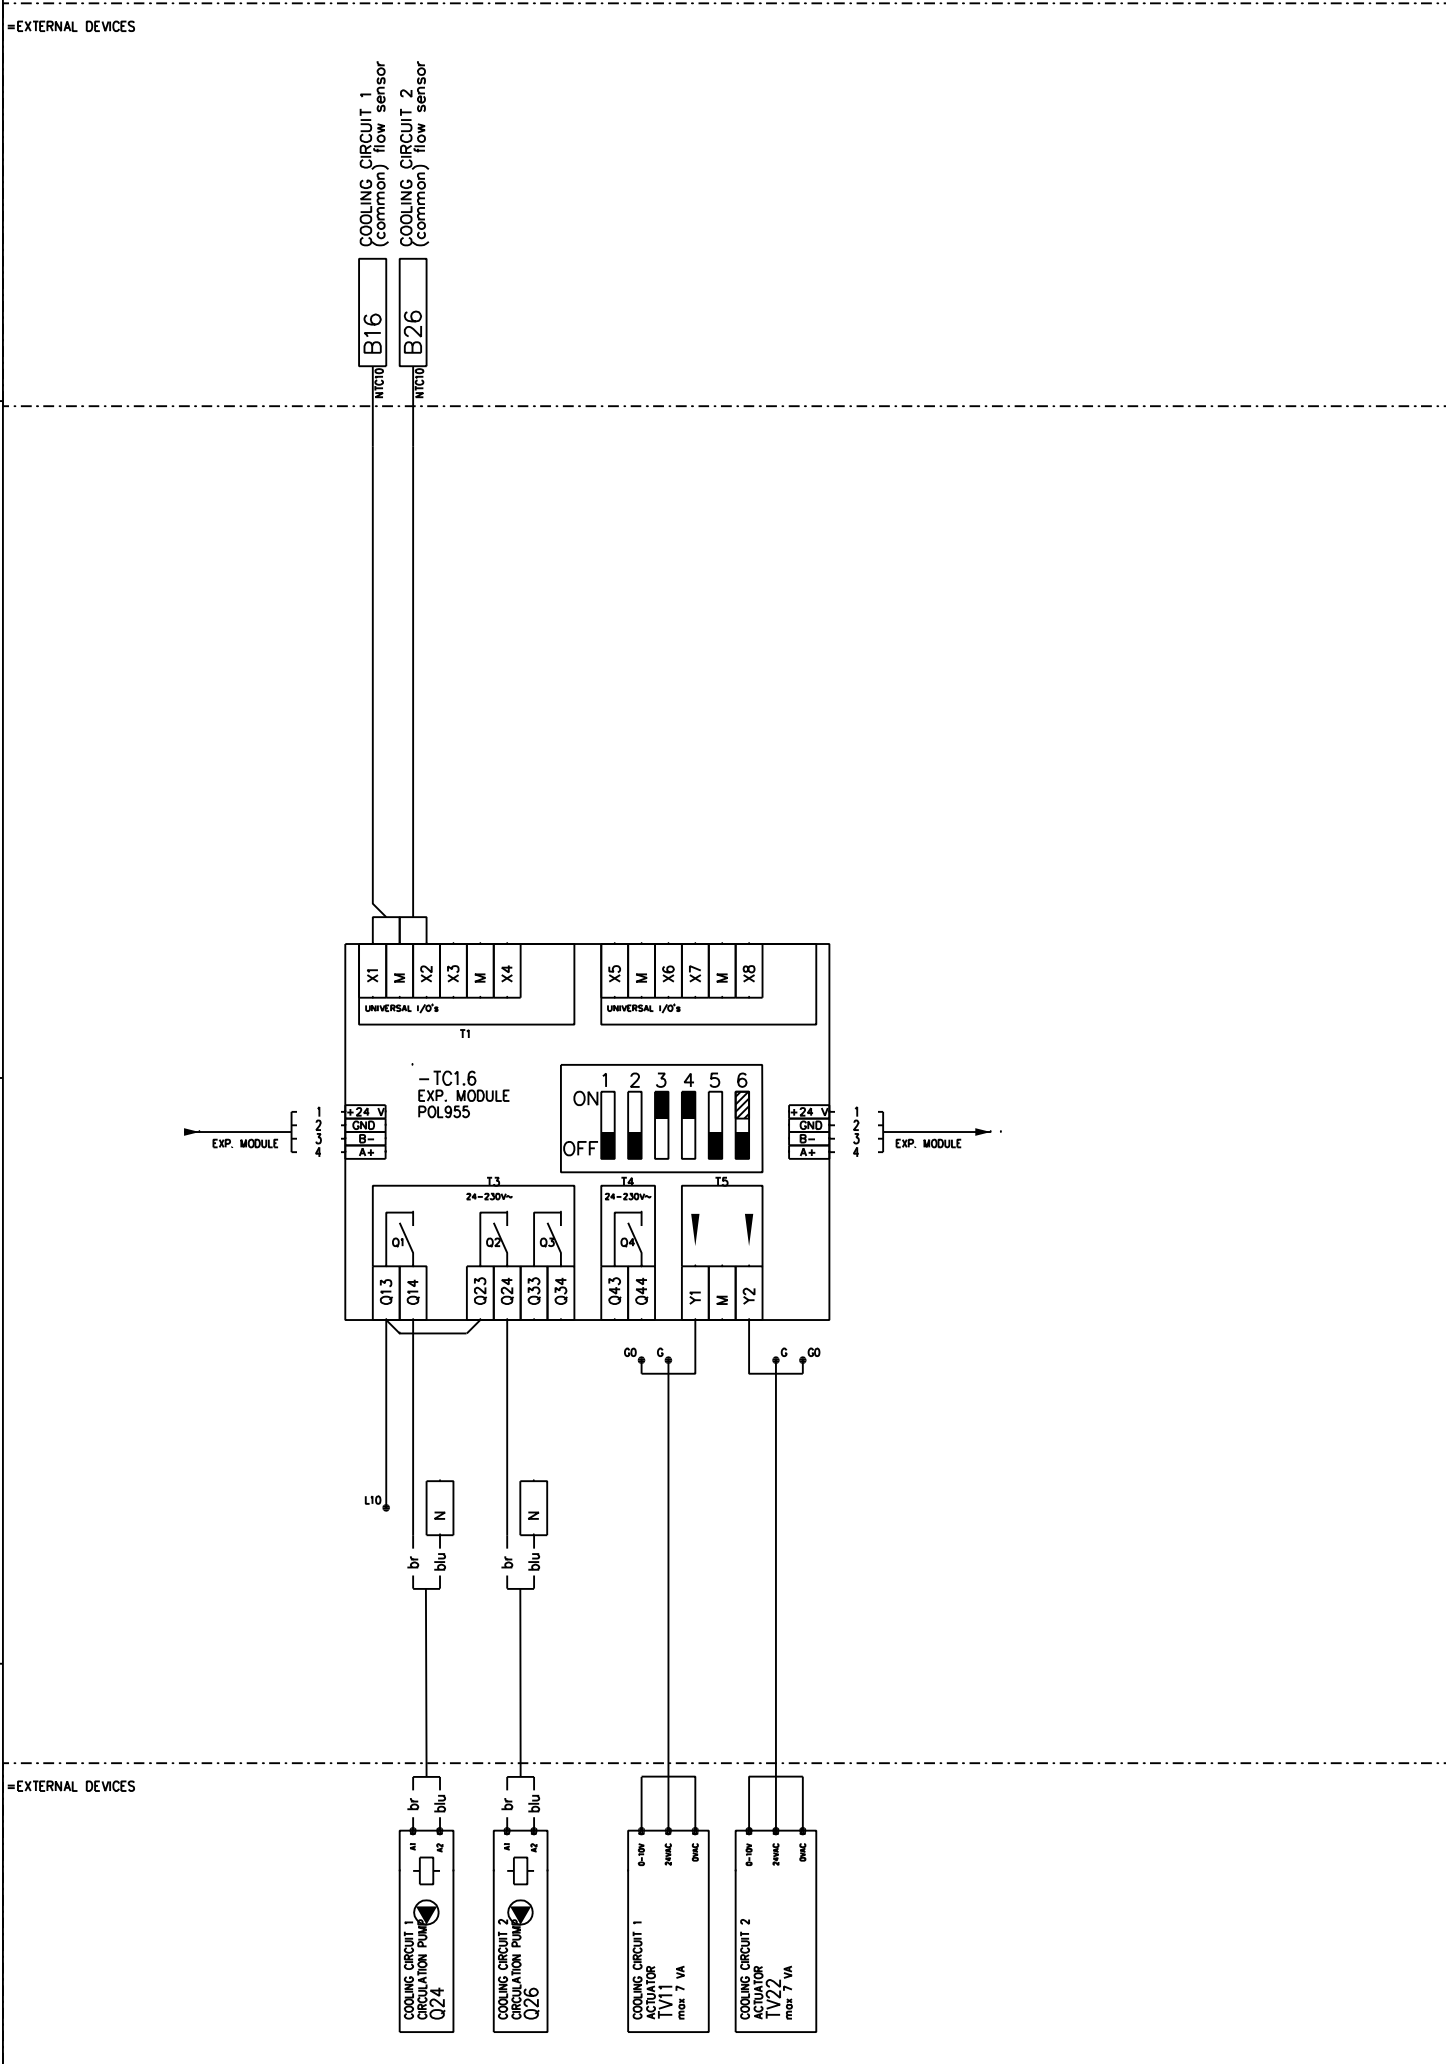 =EXTERNAL DEVICES
COOLING CIRCUIT 1
(common) flow sensor
COOLING CIRCUIT 2
(common) flow sensor
B16
B26
NTC10
NTC10
X1 M X2 X3 M X4
X5 M X6 X7 M X8
UNIVERSAL I/O's
UNIVERSAL I/O's
T1
-TC1.6
EXP. MODULE
POL955
1 2 3 4 5 6
ON
OFF
1 +24 V
2 GND
3 B-
4 A+
EXP. MODULE
+24 V 1
GND 2
B- 3
A+ 4
EXP. MODULE
T3
24-230V~
T4
24-230V~
T5
Q1 Q2 Q3 Q4
Q13 Q14 Q23 Q24 Q33 Q34 Q43 Q44 Y1 M Y2
G0 G
G G0
L10
N
N
br blu
br blu
=EXTERNAL DEVICES
br blu
br blu
A1 A2
A1 A2
0-10V 24VAC 0VAC
0-10V 24VAC 0VAC
COOLING CIRCUIT 1
CIRCULATION PUMP
Q24
COOLING CIRCUIT 2
CIRCULATION PUMP
Q26
COOLING CIRCUIT 1
ACTUATOR
TV11
max 7 VA
COOLING CIRCUIT 2
ACTUATOR
TV22
max 7 VA